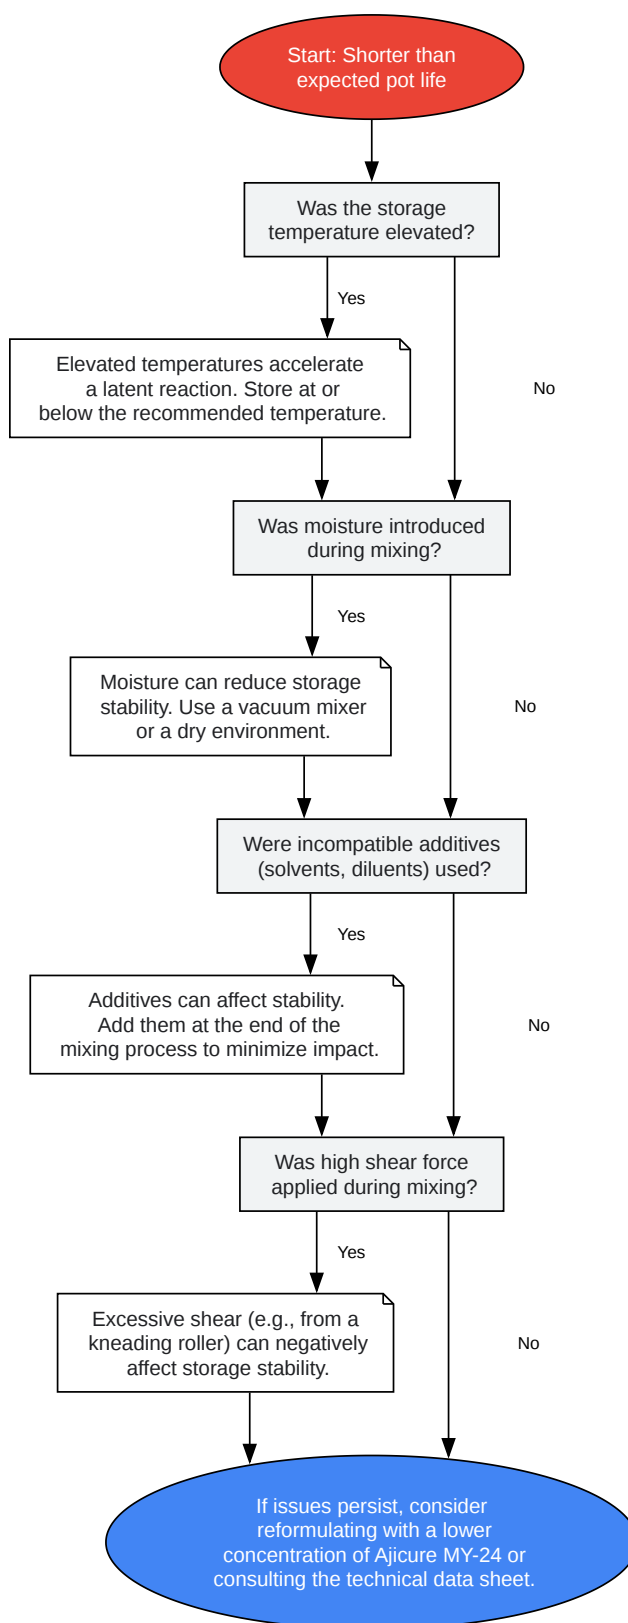 Start: Shorter than
expected pot life
Was the storage
temperature elevated?
Yes
Elevated temperatures accelerate
a latent reaction. Store at or
below the recommended temperature.
No
Was moisture introduced
during mixing?
Yes
Moisture can reduce storage
stability. Use a vacuum mixer
or a dry environment.
No
Were incompatible additives
(solvents, diluents) used?
Yes
Additives can affect stability.
Add them at the end of the
mixing process to minimize impact.
No
Was high shear force
applied during mixing?
Yes
Excessive shear (e.g., from a
kneading roller) can negatively
affect storage stability.
No
If issues persist, consider
reformulating with a lower
concentration of Ajicure MY-24 or
consulting the technical data sheet.